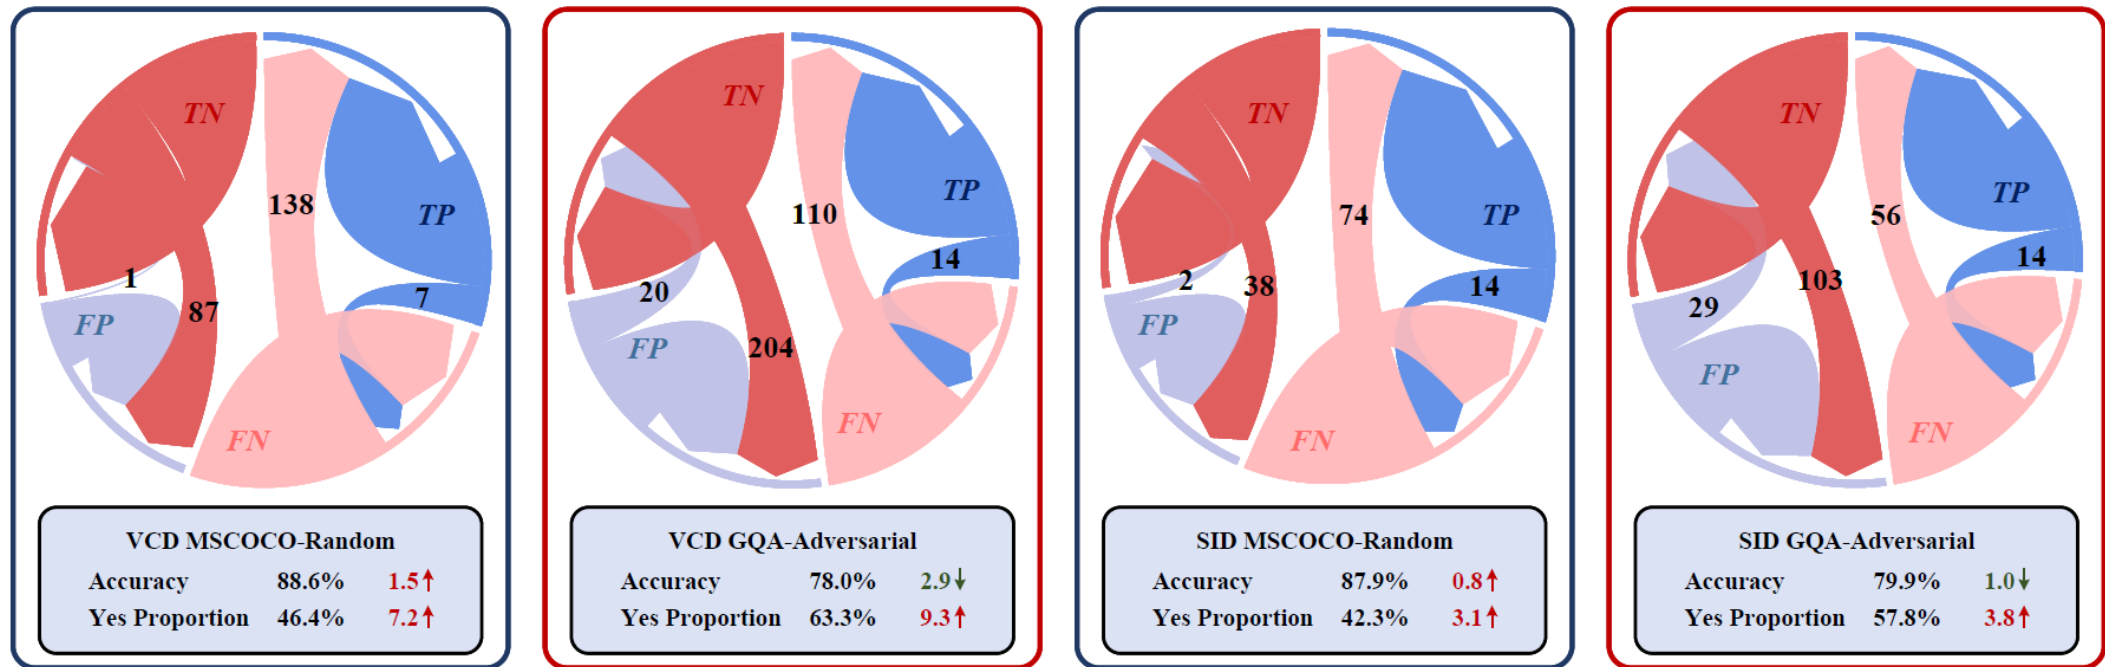 TN
138
TP
1
7
87
FP
FN
VCD MSCOCO-Random
Accuracy 88.6% 1.5↑
Yes Proportion 46.4% 7.2↑
TN
110
TP
14
20
204
FP
FN
VCD GQA-Adversarial
Accuracy 78.0% 2.9↓
Yes Proportion 63.3% 9.3↑
TN
74
TP
2
38
14
FP
FN
SID MSCOCO-Random
Accuracy 87.9% 0.8↑
Yes Proportion 42.3% 3.1↑
TN
56
TP
14
29
103
FP
FN
SID GQA-Adversarial
Accuracy 79.9% 1.0↓
Yes Proportion 57.8% 3.8↑